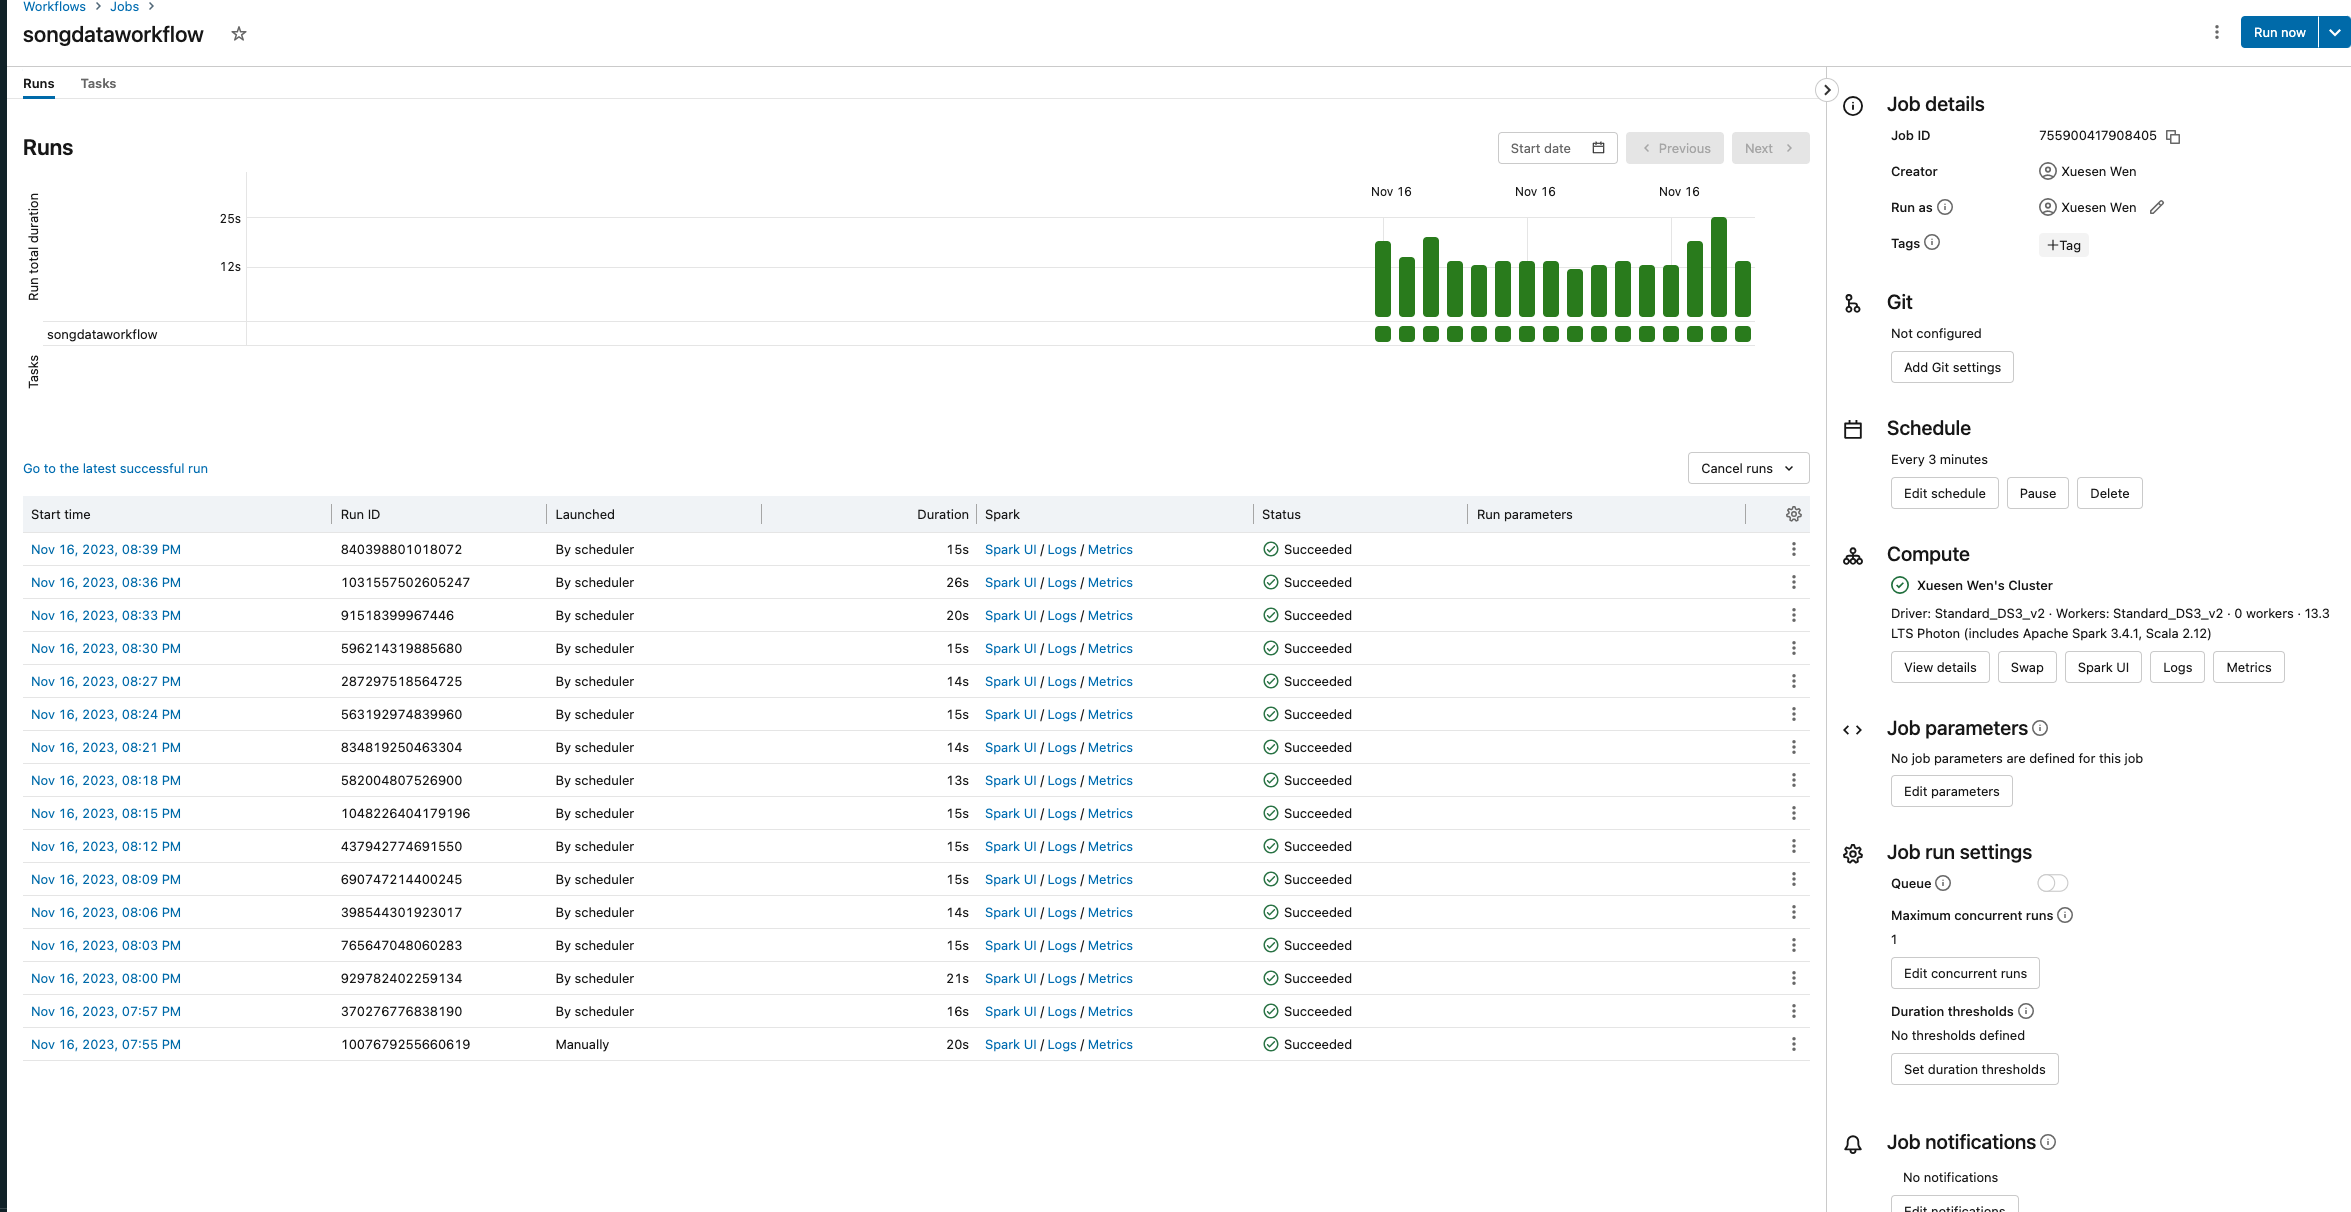 Workflows > Jobs >
songdataworkflow
Run now
Runs Tasks
Runs
Start date
Previous
Next
Run total duration
Nov 16 Nov 16 Nov 16
25s
12s
songdataworkflow
Tasks
Go to the latest successful run
Cancel runs
Start time Run ID Launched Duration Spark Status Run parameters
Nov 16, 2023, 08:39 PM 840398801018072 By scheduler 15s Spark UI / Logs / Metrics Succeeded
Nov 16, 2023, 08:36 PM 1031557502605247 By scheduler 26s Spark UI / Logs / Metrics Succeeded
Nov 16, 2023, 08:33 PM 91518399967446 By scheduler 20s Spark UI / Logs / Metrics Succeeded
Nov 16, 2023, 08:30 PM 596214319885680 By scheduler 15s Spark UI / Logs / Metrics Succeeded
Nov 16, 2023, 08:27 PM 287297518564725 By scheduler 14s Spark UI / Logs / Metrics Succeeded
Nov 16, 2023, 08:24 PM 563192974839960 By scheduler 15s Spark UI / Logs / Metrics Succeeded
Nov 16, 2023, 08:21 PM 834819250463304 By scheduler 14s Spark UI / Logs / Metrics Succeeded
Nov 16, 2023, 08:18 PM 582004807526900 By scheduler 13s Spark UI / Logs / Metrics Succeeded
Nov 16, 2023, 08:15 PM 1048226404179196 By scheduler 15s Spark UI / Logs / Metrics Succeeded
Nov 16, 2023, 08:12 PM 437942774691550 By scheduler 15s Spark UI / Logs / Metrics Succeeded
Nov 16, 2023, 08:09 PM 690747214400245 By scheduler 15s Spark UI / Logs / Metrics Succeeded
Nov 16, 2023, 08:06 PM 398544301923017 By scheduler 14s Spark UI / Logs / Metrics Succeeded
Nov 16, 2023, 08:03 PM 765647048060283 By scheduler 15s Spark UI / Logs / Metrics Succeeded
Nov 16, 2023, 08:00 PM 929782402259134 By scheduler 21s Spark UI / Logs / Metrics Succeeded
Nov 16, 2023, 07:57 PM 370276776838190 By scheduler 16s Spark UI / Logs / Metrics Succeeded
Nov 16, 2023, 07:55 PM 1007679255660619 Manually 20s Spark UI / Logs / Metrics Succeeded
Job details
Job ID 755900417908405
Creator Xuesen Wen
Run as Xuesen Wen
Tags +Tag
Git
Not configured
Add Git settings
Schedule
Every 3 minutes
Edit schedule Pause Delete
Compute
Xuesen Wen's Cluster
Driver: Standard_DS3_v2 · Workers: Standard_DS3_v2 · 0 workers · 13.3
LTS Photon (includes Apache Spark 3.4.1, Scala 2.12)
View details Swap Spark UI Logs Metrics
Job parameters
No job parameters are defined for this job
Edit parameters
Job run settings
Queue
Maximum concurrent runs
1
Edit concurrent runs
Duration thresholds
No thresholds defined
Set duration thresholds
Job notifications
No notifications
Edit notifications